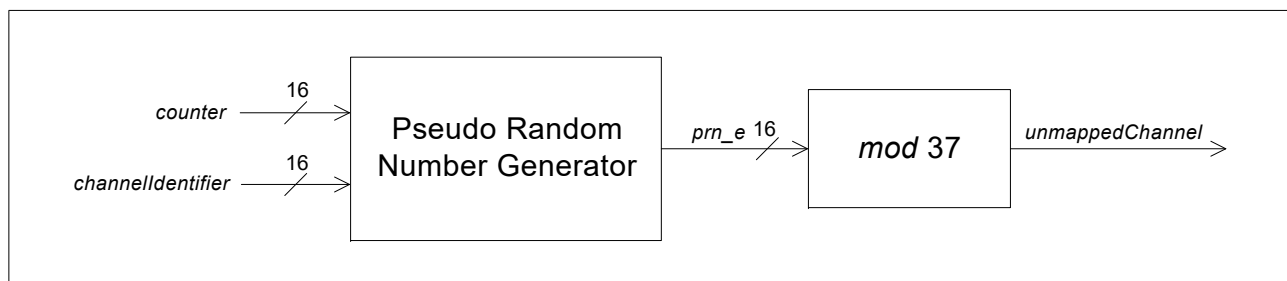 counter
16
channelIdentifier
16
Pseudo Random
Number Generator
prn_e 16
mod 37
unmappedChannel